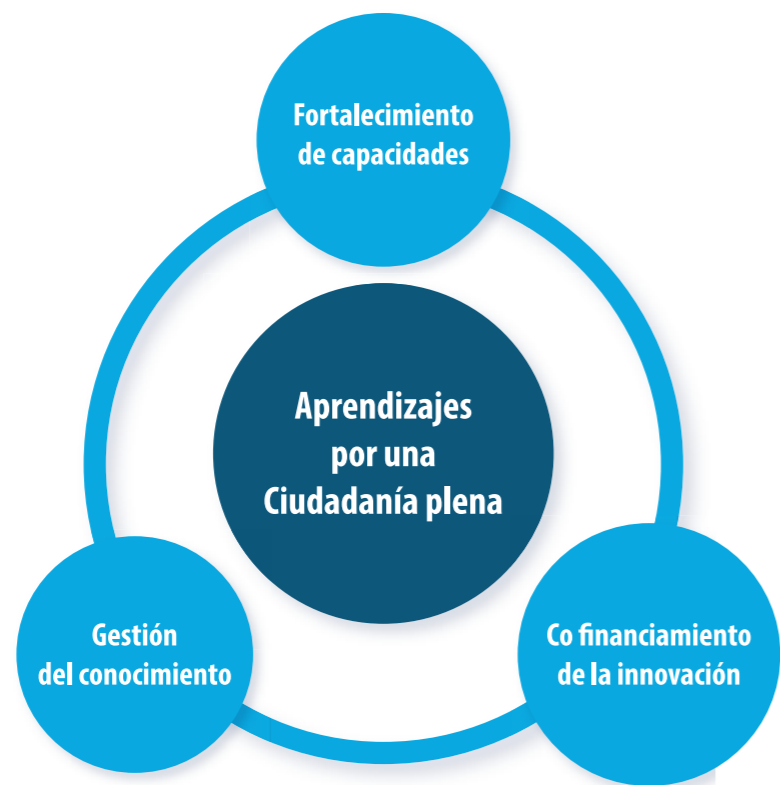 Fortalecimiento
de capacidades
Aprendizajes
por una
Ciudadanía plena
Gestión
del conocimiento
Co financiamiento
de la innovación